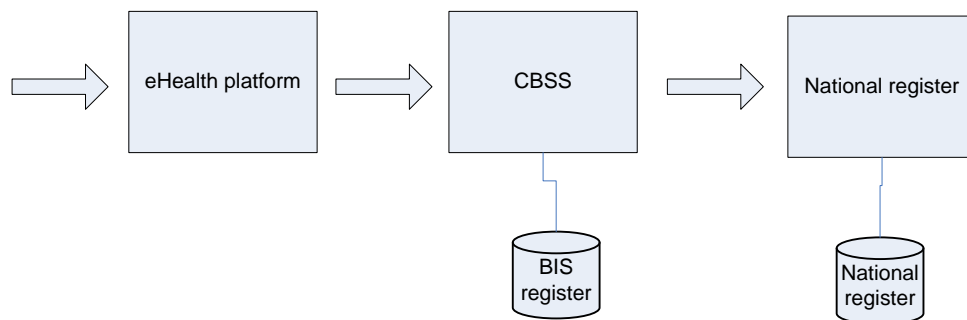 eHealth platform
CBSS
National register
BIS
register
National
register